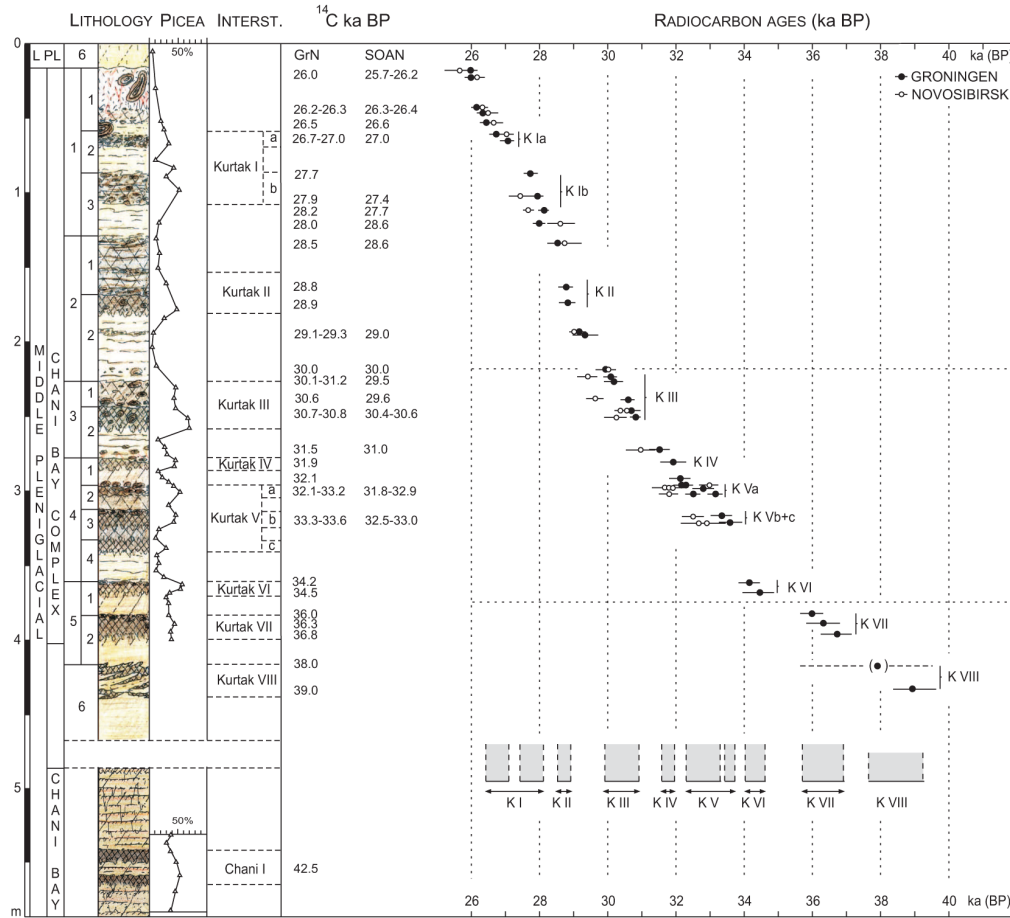 LITHOLOGY PICEA INTERST. 14C ka BP RADIOCARBON AGES (ka BP)
GrN SOAN
0 L PL 6 50% 26 28 30 32 34 36 38 40 ka (BP)
GRONINGEN
NOVOSIBIRSK
26.0 25.7-26.2
1
26.2-26.3 26.3-26.4
26.5 26.6
26.7-27.0 27.0
a
K Ia
1 2
Kurtak I
27.7
b
K Ib
1
27.9 27.4
3
28.2 27.7
28.0 28.6
28.5 28.6
1
Kurtak II
28.8
K II
28.9
2
2
29.1-29.3 29.0
2
30.0 30.0
30.1-31.2 29.5
1
Kurtak III
30.6 29.6
K III
3
30.7-30.8 30.4-30.6
2
31.5 31.0
1
Kurtak IV
31.9
K IV
32.1
3
2
a
32.1-33.2 31.8-32.9
K Va
4
Kurtak V
3
b
33.3-33.6 32.5-33.0
K Vb+c
c
4
34.2
Kurtak VI
34.5
K VI
1
36.0
5
Kurtak VII
36.3
K VII
36.8
4
2
38.0
( )
Kurtak VIII
K VIII
39.0
6
MIDDLE PLENIGLACIAL
CHANI BAY COMPLEX
5
K I K II K III K IV K V K VI K VII K VIII
CHANI BAY
50%
Chani I
42.5
m
26 28 30 32 34 36 38 40 ka (BP)